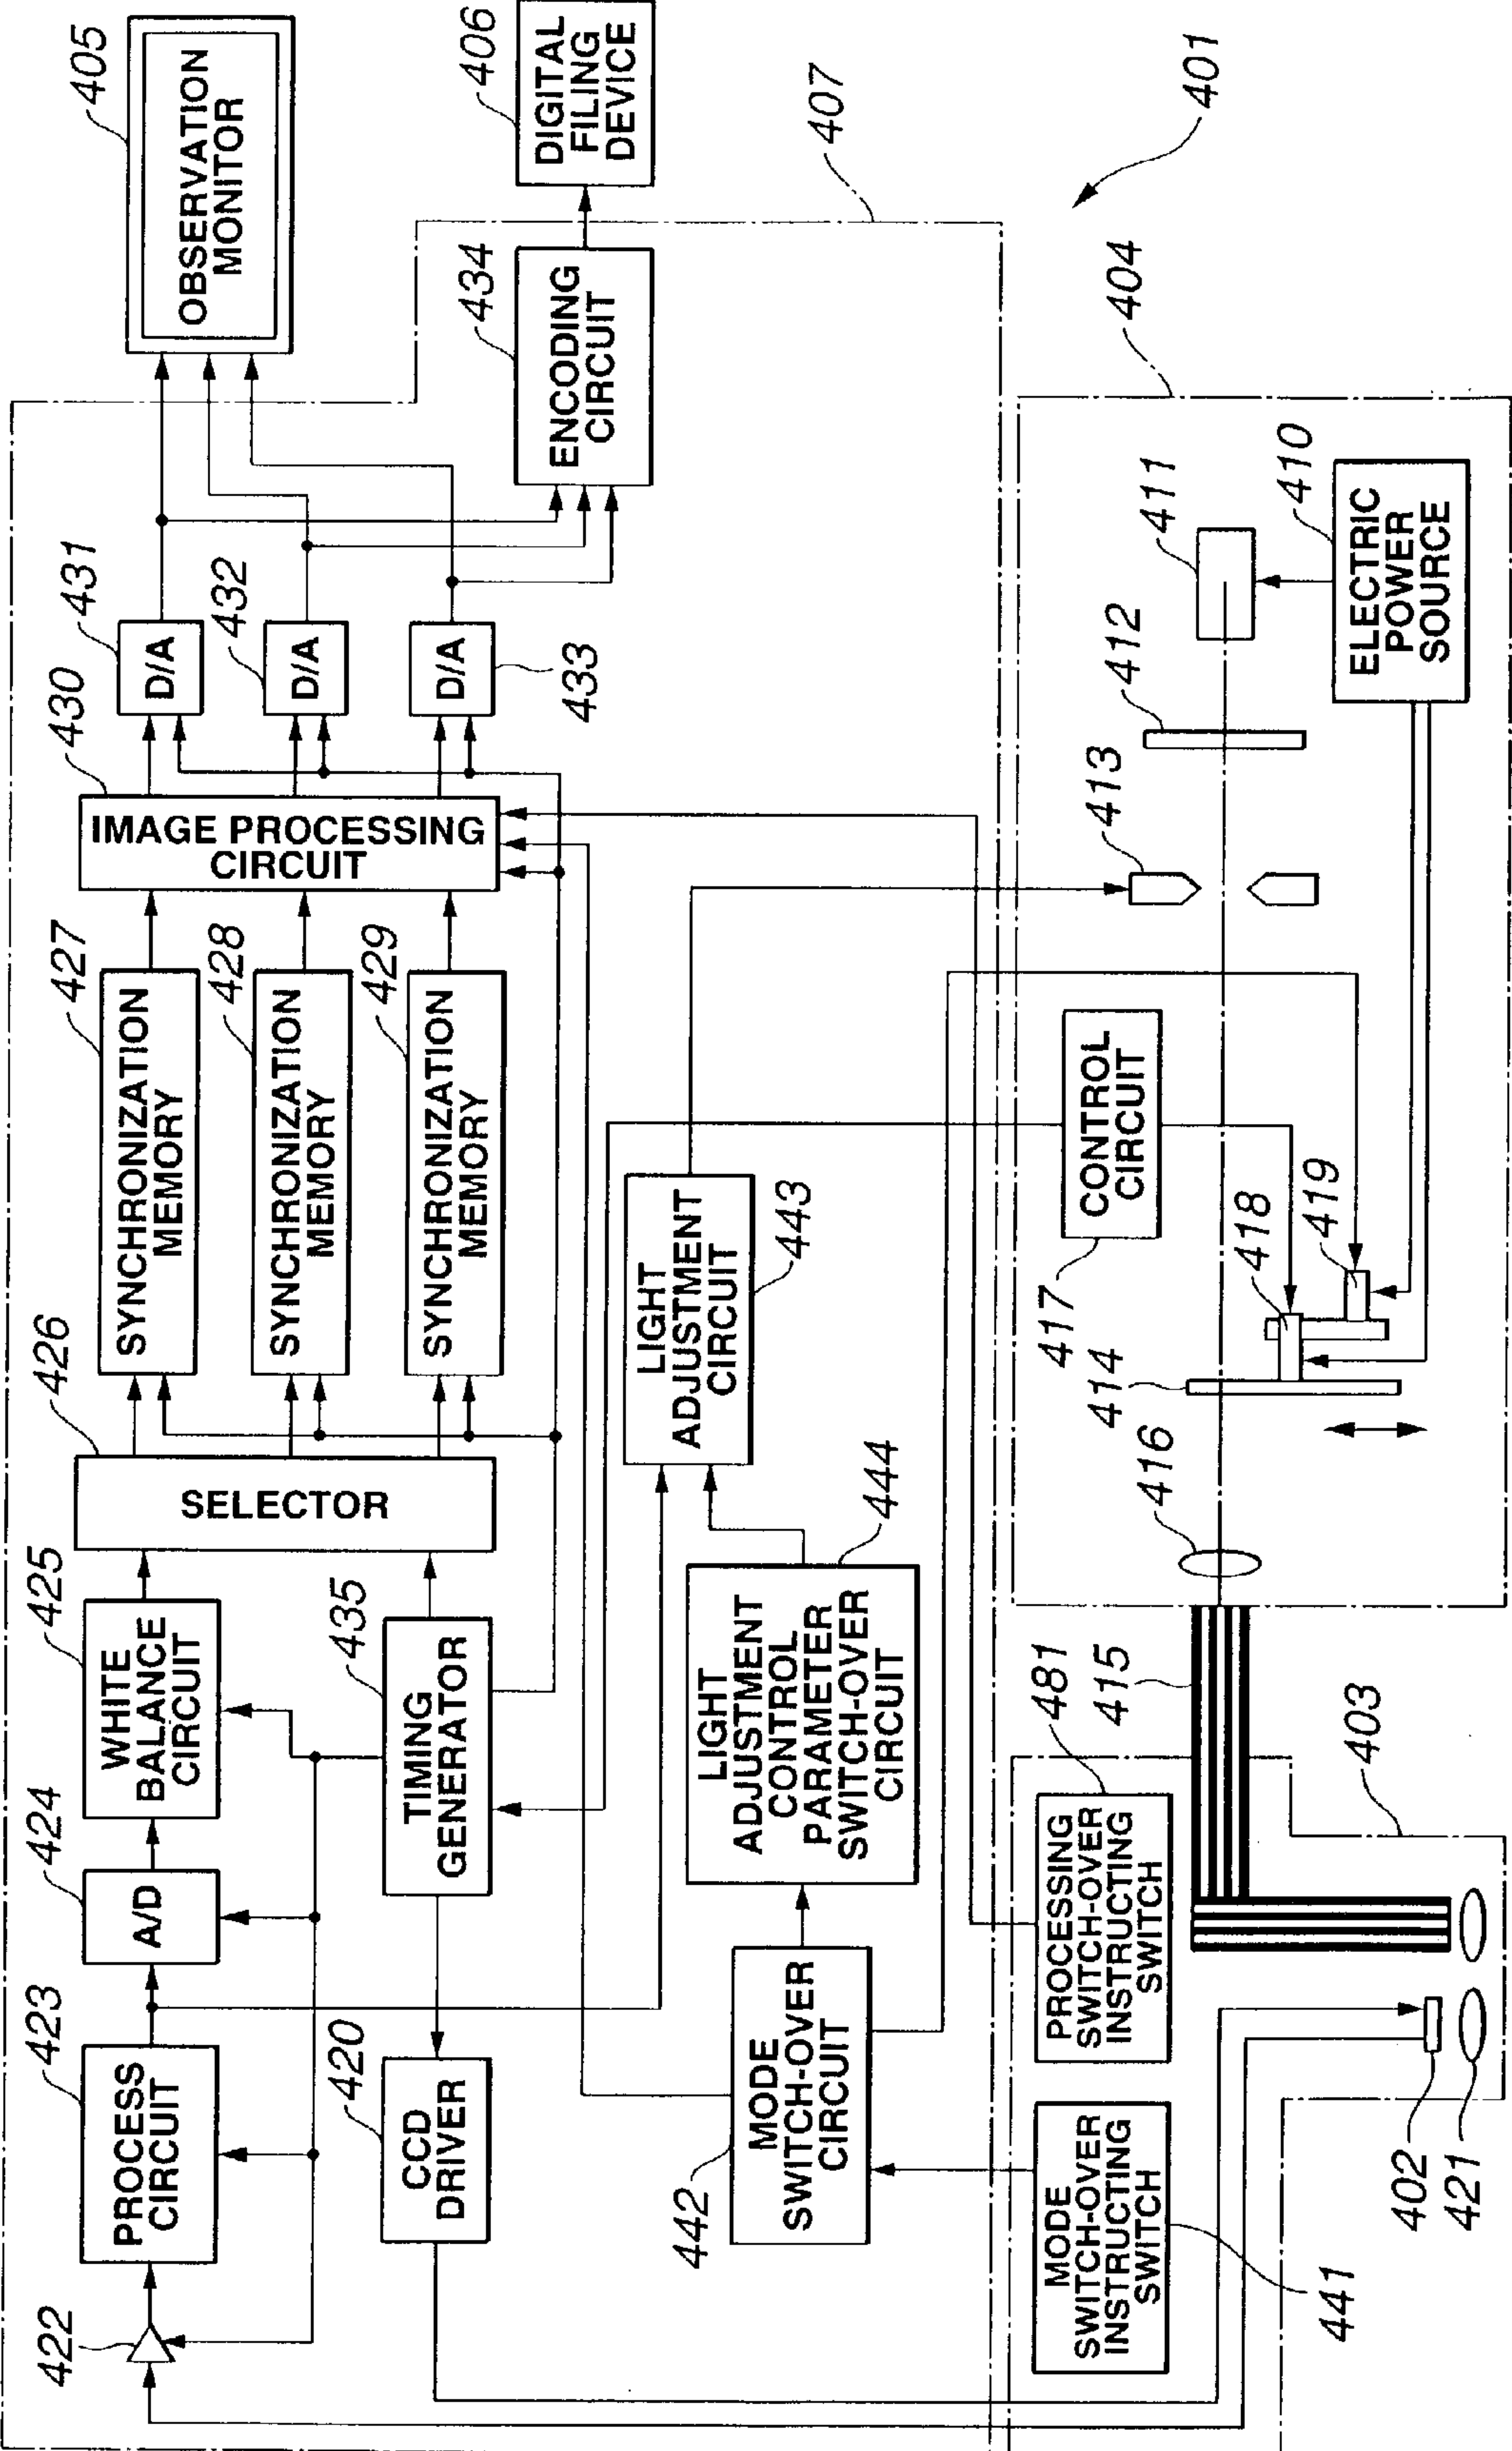 405
OBSERVATION
MONITOR
406
DIGITAL
FILING
DEVICE
407
401
434
ENCODING
CIRCUIT
404
431
D/A
432
D/A
433
D/A
430
IMAGE PROCESSING
CIRCUIT
411
410
ELECTRIC
POWER
SOURCE
412
413
427
SYNCHRONIZATION
MEMORY
428
SYNCHRONIZATION
MEMORY
429
SYNCHRONIZATION
MEMORY
443
LIGHT
ADJUSTMENT
CIRCUIT
CONTROL
CIRCUIT
417
418
419
414
416
426
SELECTOR
425
WHITE
BALANCE
CIRCUIT
435
TIMING
GENERATOR
444
LIGHT
ADJUSTMENT
CONTROL
PARAMETER
SWITCH-OVER
CIRCUIT
481
PROCESSING
SWITCH-OVER
INSTRUCTING
SWITCH
415
403
424
A/D
423
PROCESS
CIRCUIT
420
CCD
DRIVER
442
MODE
SWITCH-OVER
CIRCUIT
MODE
SWITCH-OVER
INSTRUCTING
SWITCH
441
402
421
422